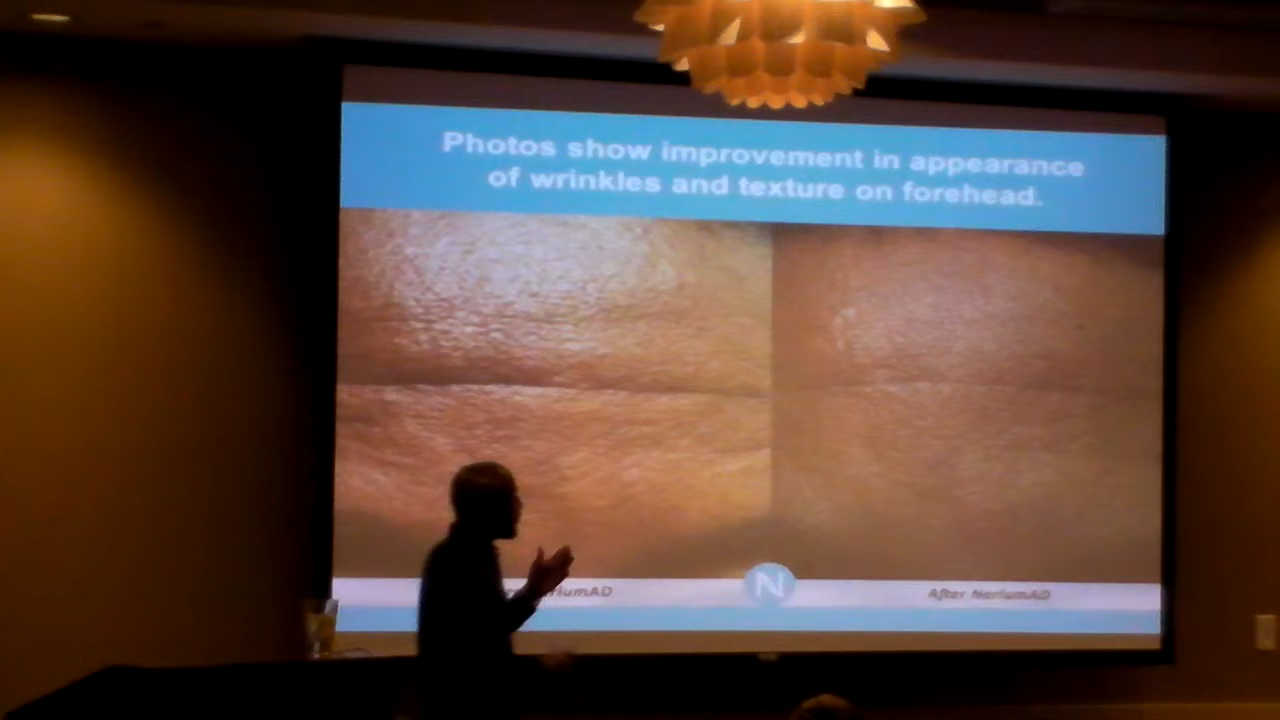 Photos show improvement in appearance
of wrinkles and texture on forehead.
N
After NeriumAD